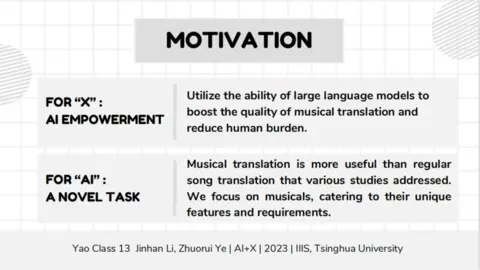 MOTIVATION
FOR “X” :
AI EMPOWERMENT
Utilize the ability of large language models to
boost the quality of musical translation and
reduce human burden.
FOR “AI” :
A NOVEL TASK
Musical translation is more useful than regular
song translation that various studies addressed.
We focus on musicals, catering to their unique
features and requirements.
Yao Class 13 Jinhan Li, Zhuorui Ye | AI+X | 2023 | IIIS, Tsinghua University